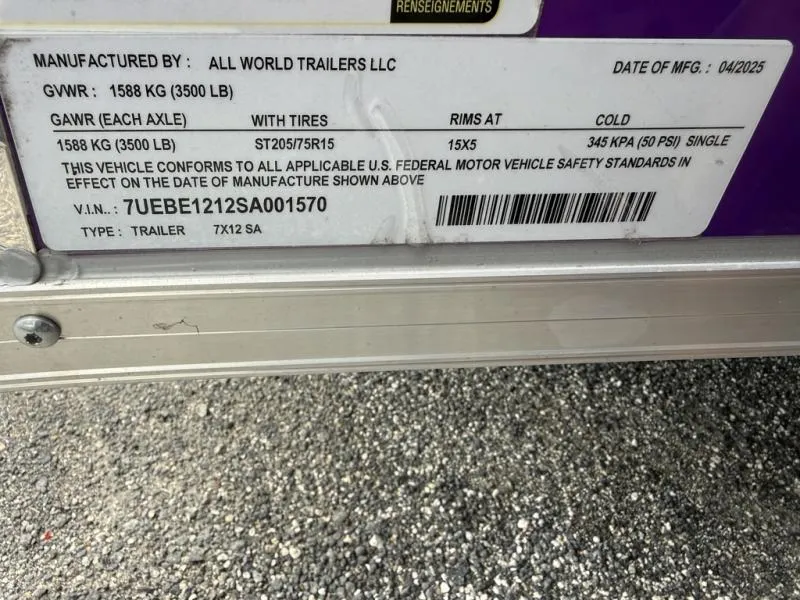 RENSEIGNEMENTS
MANUFACTURED BY : ALL WORLD TRAILERS LLC DATE OF MFG. : 04/2025
GVWR : 1588 KG (3500 LB)
GAWR (EACH AXLE) WITH TIRES RIMS AT COLD
1588 KG (3500 LB) ST205/75R15 15X5 345 KPA (50 PSI) SINGLE
THIS VEHICLE CONFORMS TO ALL APPLICABLE U.S. FEDERAL MOTOR VEHICLE SAFETY STANDARDS IN
EFFECT ON THE DATE OF MANUFACTURE SHOWN ABOVE
V.I.N.. : 7UEBE1212SA001570
TYPE : TRAILER 7X12 SA